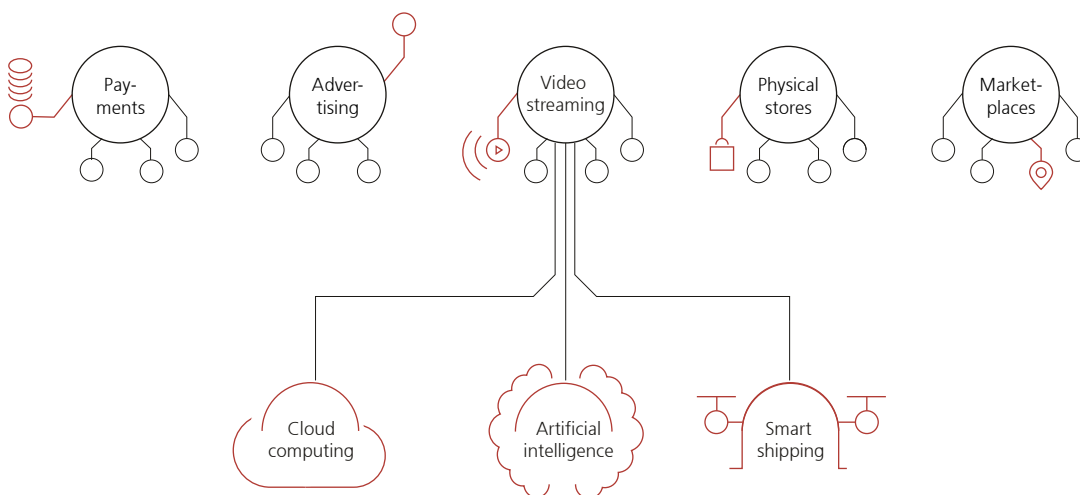 Pay-
ments
Adver-
tising
Video
streaming
Physical
stores
Market-
places
Cloud
computing
Artificial
intelligence
Smart
shipping